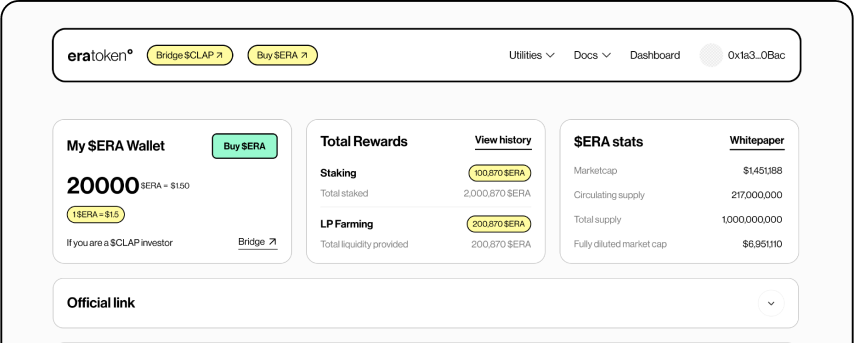 eratoken°
Bridge $CLAP ↗
Buy $ERA ↗
Utilities
Docs
Dashboard
0x1a3...0Bac
My $ERA Wallet
Buy $ERA
20000 $ERA = $1.50
1 $ERA = $1.5
If you are a $CLAP investor
Bridge ↗
Total Rewards
View history
Staking
100,870 $ERA
Total staked
2,000,870 $ERA
LP Farming
200,870 $ERA
Total liquidity provided
200,870 $ERA
$ERA stats
Whitepaper
Marketcap
$1,451,188
Circulating supply
217,000,000
Total supply
1,000,000,000
Fully diluted market cap
$6,951,110
Official link